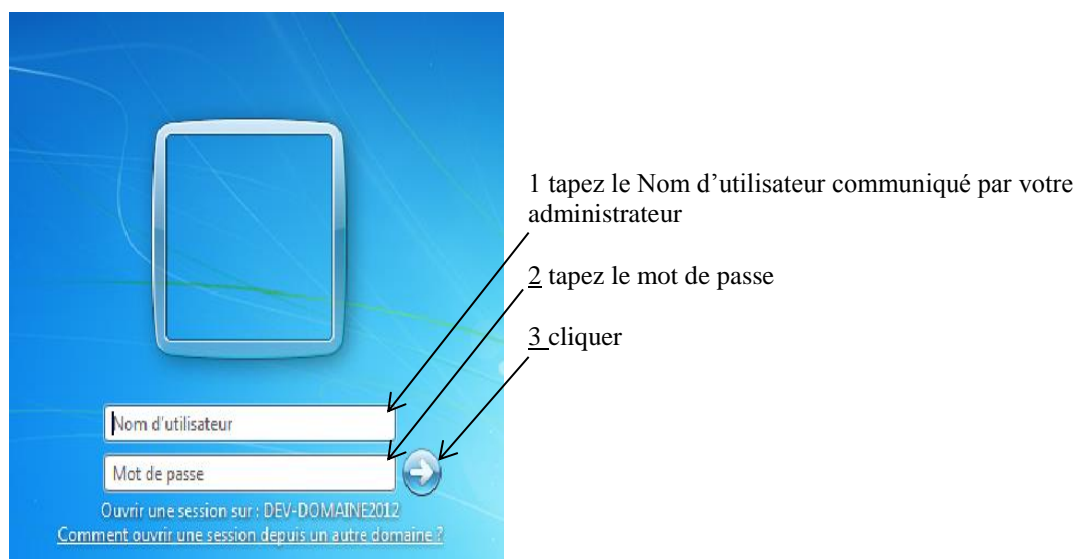 1 tapez le Nom d’utilisateur communiqué par votre
administrateur
2 tapez le mot de passe
3 cliquer
Nom d'utilisateur
Mot de passe
Ouvrir une session sur : DEV-DOMAINE2012
Comment ouvrir une session depuis un autre domaine ?